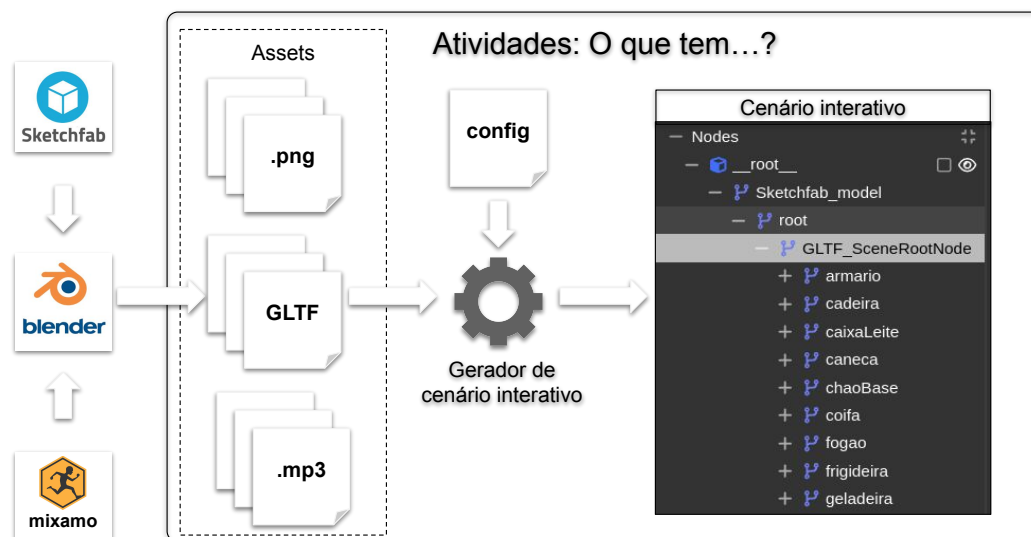 Atividades: O que tem…?
Assets
Sketchfab
.png
config
Cenário interativo
Nodes
__root__
Sketchfab_model
root
GLTF_SceneRootNode
armario
cadeira
caixaLeite
caneca
chaoBase
coifa
fogao
frigideira
geladeira
blender
GLTF
Gerador de
cenário interativo
.mp3
mixamo